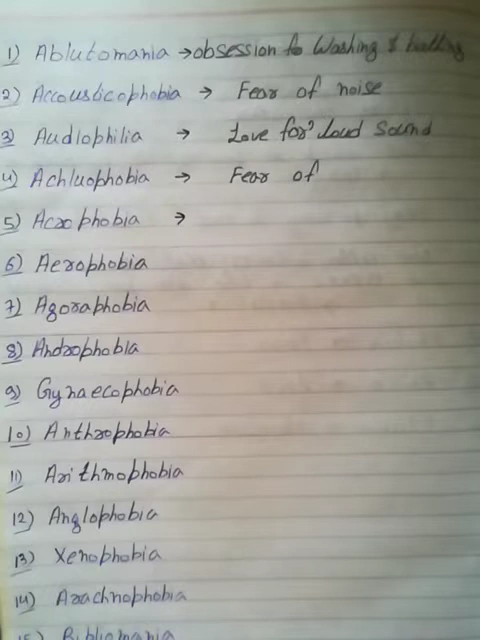 1) Ablutomania → obsession for Washing & bathing
2) Accousticophobia → Fear of noise
3) Audiophilia → Love for Loud Sound
4) Achluophobia → Fear of
5) Acrophobia →
6) Aerophobia
7) Agoraphobia
8) Androphobia
9) Gynaecophobia
10) Anthrophobia
11) Arithmophobia
12) Anglophobia
13) Xenophobia
14) Arachnophobia
15) Bibliomania